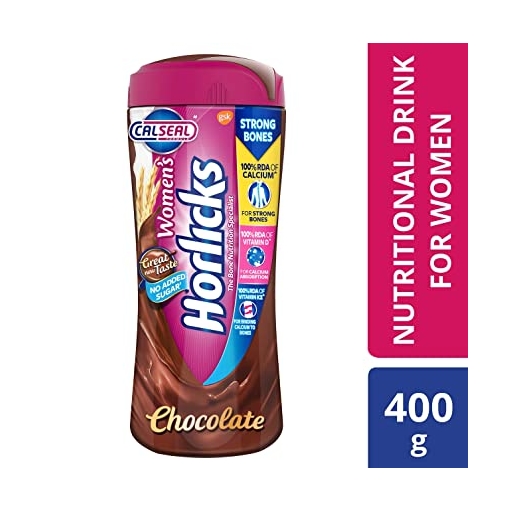 CALSEAL
gsk
Women's
Horlicks
The Bone Nutrition Specialist
Great
new Taste
NO ADDED
SUGAR*
Chocolate
STRONG
BONES
100% RDA OF
CALCIUM^
FOR STRONG
BONES
100% RDA OF
VITAMIN D^
FOR CALCIUM
ABSORPTION
100% RDA OF
VITAMIN K2^
FOR BINDING
CALCIUM TO
BONES
NUTRITIONAL DRINK
FOR WOMEN
400
g